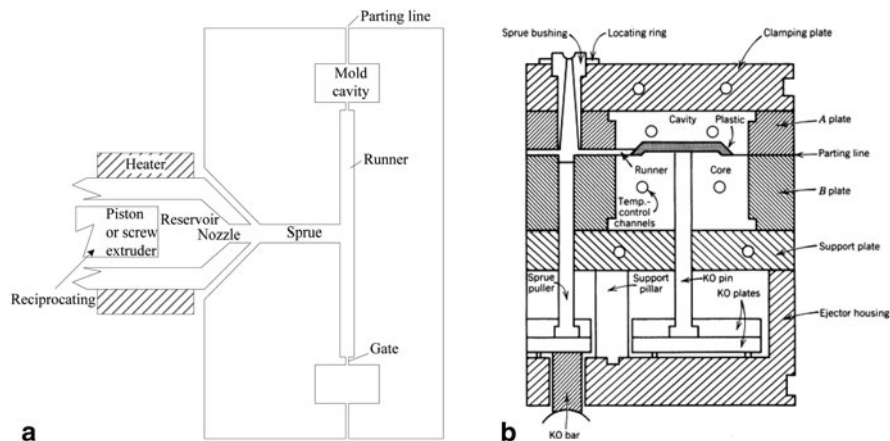 Parting line
Mold
cavity
Heater
Runner
Reservoir
Piston
or screw
extruder
Nozzle
Sprue
Reciprocating
Gate
a
Sprue bushing
Locating ring
Clamping plate
Cavity
Plastic
A plate
Parting line
Runner
Core
B plate
Temp.-
control
channels
Support plate
Sprue
puller
Support
pillar
KO pin
KO plates
Ejector housing
b
KO bar